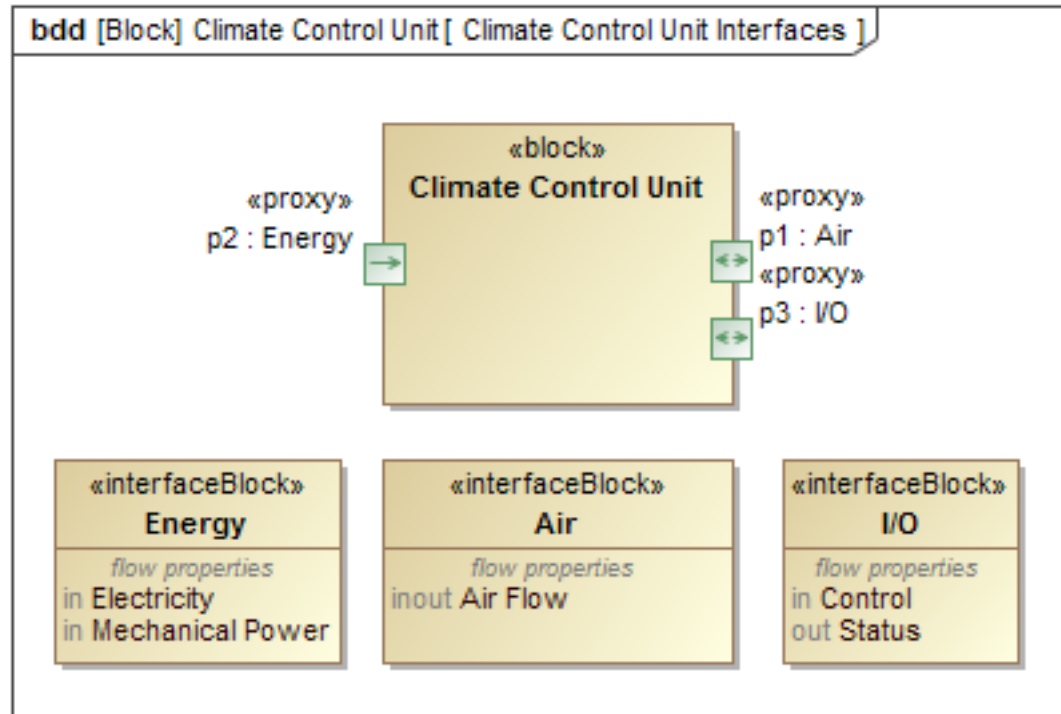 bdd [Block] Climate Control Unit [ Climate Control Unit Interfaces ]
«block»
Climate Control Unit
«proxy»
p2 : Energy
«proxy»
p1 : Air
«proxy»
p3 : I/O
«interfaceBlock»
Energy
flow properties
in Electricity
in Mechanical Power
«interfaceBlock»
Air
flow properties
inout Air Flow
«interfaceBlock»
I/O
flow properties
in Control
out Status